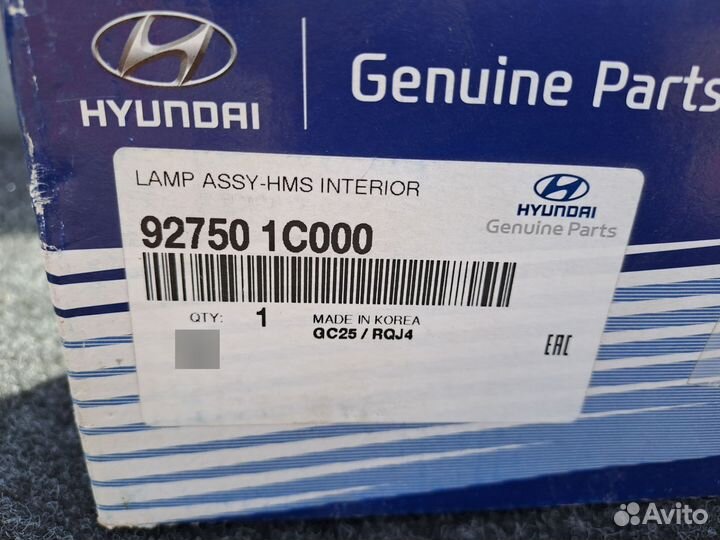 HYUNDAI
Genuine Parts
LAMP ASSY-HMS INTERIOR
92750 1C000
HYUNDAI
Genuine Parts
QTY: 1
MADE IN KOREA
GC25 / RQJ4
EAC
Avito